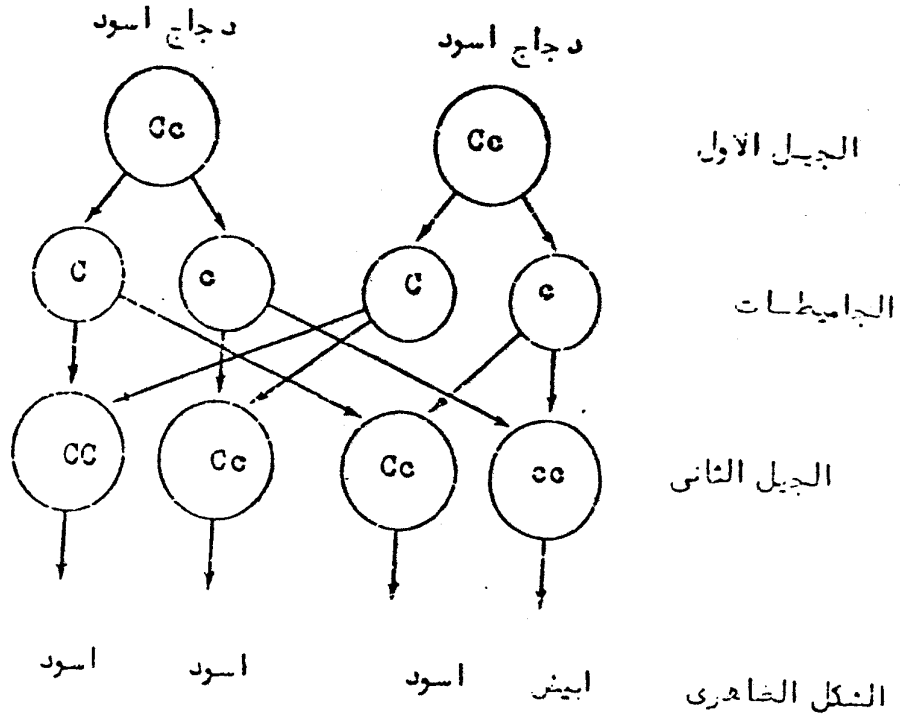 دجاج اسود
دجاج اسود
Cc
Cc
الجيل الاول
C
c
C
c
الجاميطات
CC
Cc
Cc
cc
الجيل الثانى
اسود
اسود
اسود
ابيض
الشكل الظاهرى